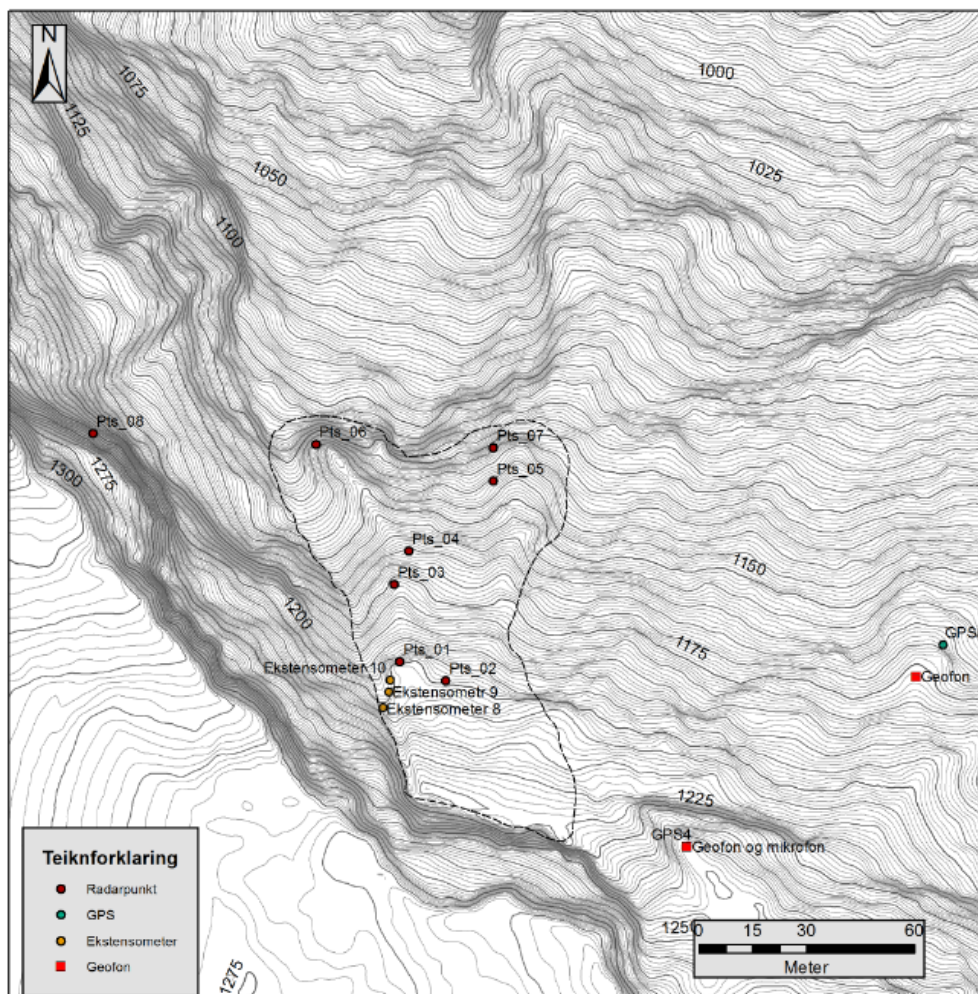 N
1075
1125
1000
1050
1025
1100
Pts_08
Pts_06
Pts_07
1275
1300
Pts_05
Pts_04
Pts_03
1150
1200
1175
GPS
Pts_01
Ekstensometer 10
Pts_02
Geofon
Ekstensometr 9
Ekstensometer 8
1225
GPS4
Geofon og mikrofon
Teiknforklaring
Radarpunkt
GPS
Ekstensometer
Geofon
1250
0 15 30 60
Meter
1275